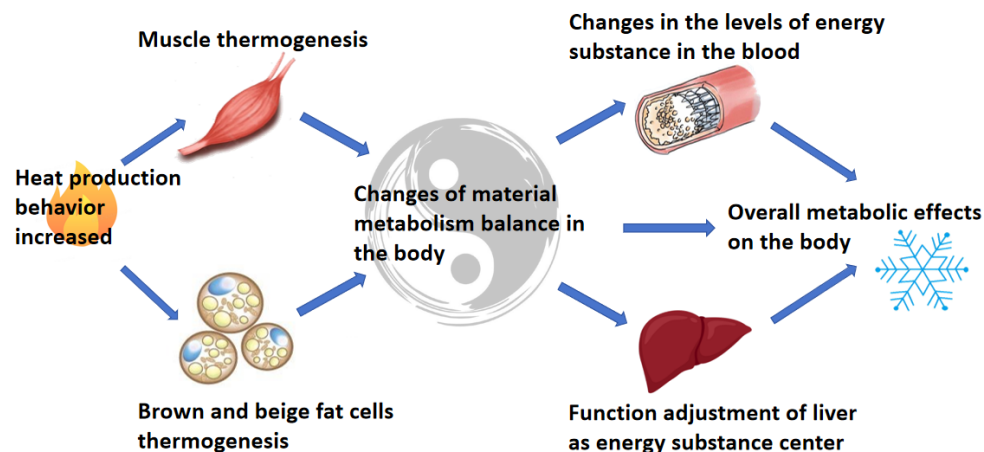 Muscle thermogenesis
Changes in the levels of energy
substance in the blood
Heat production
behavior
increased
Changes of material
metabolism balance in
the body
Overall metabolic effects
on the body
Brown and beige fat cells
thermogenesis
Function adjustment of liver
as energy substance center